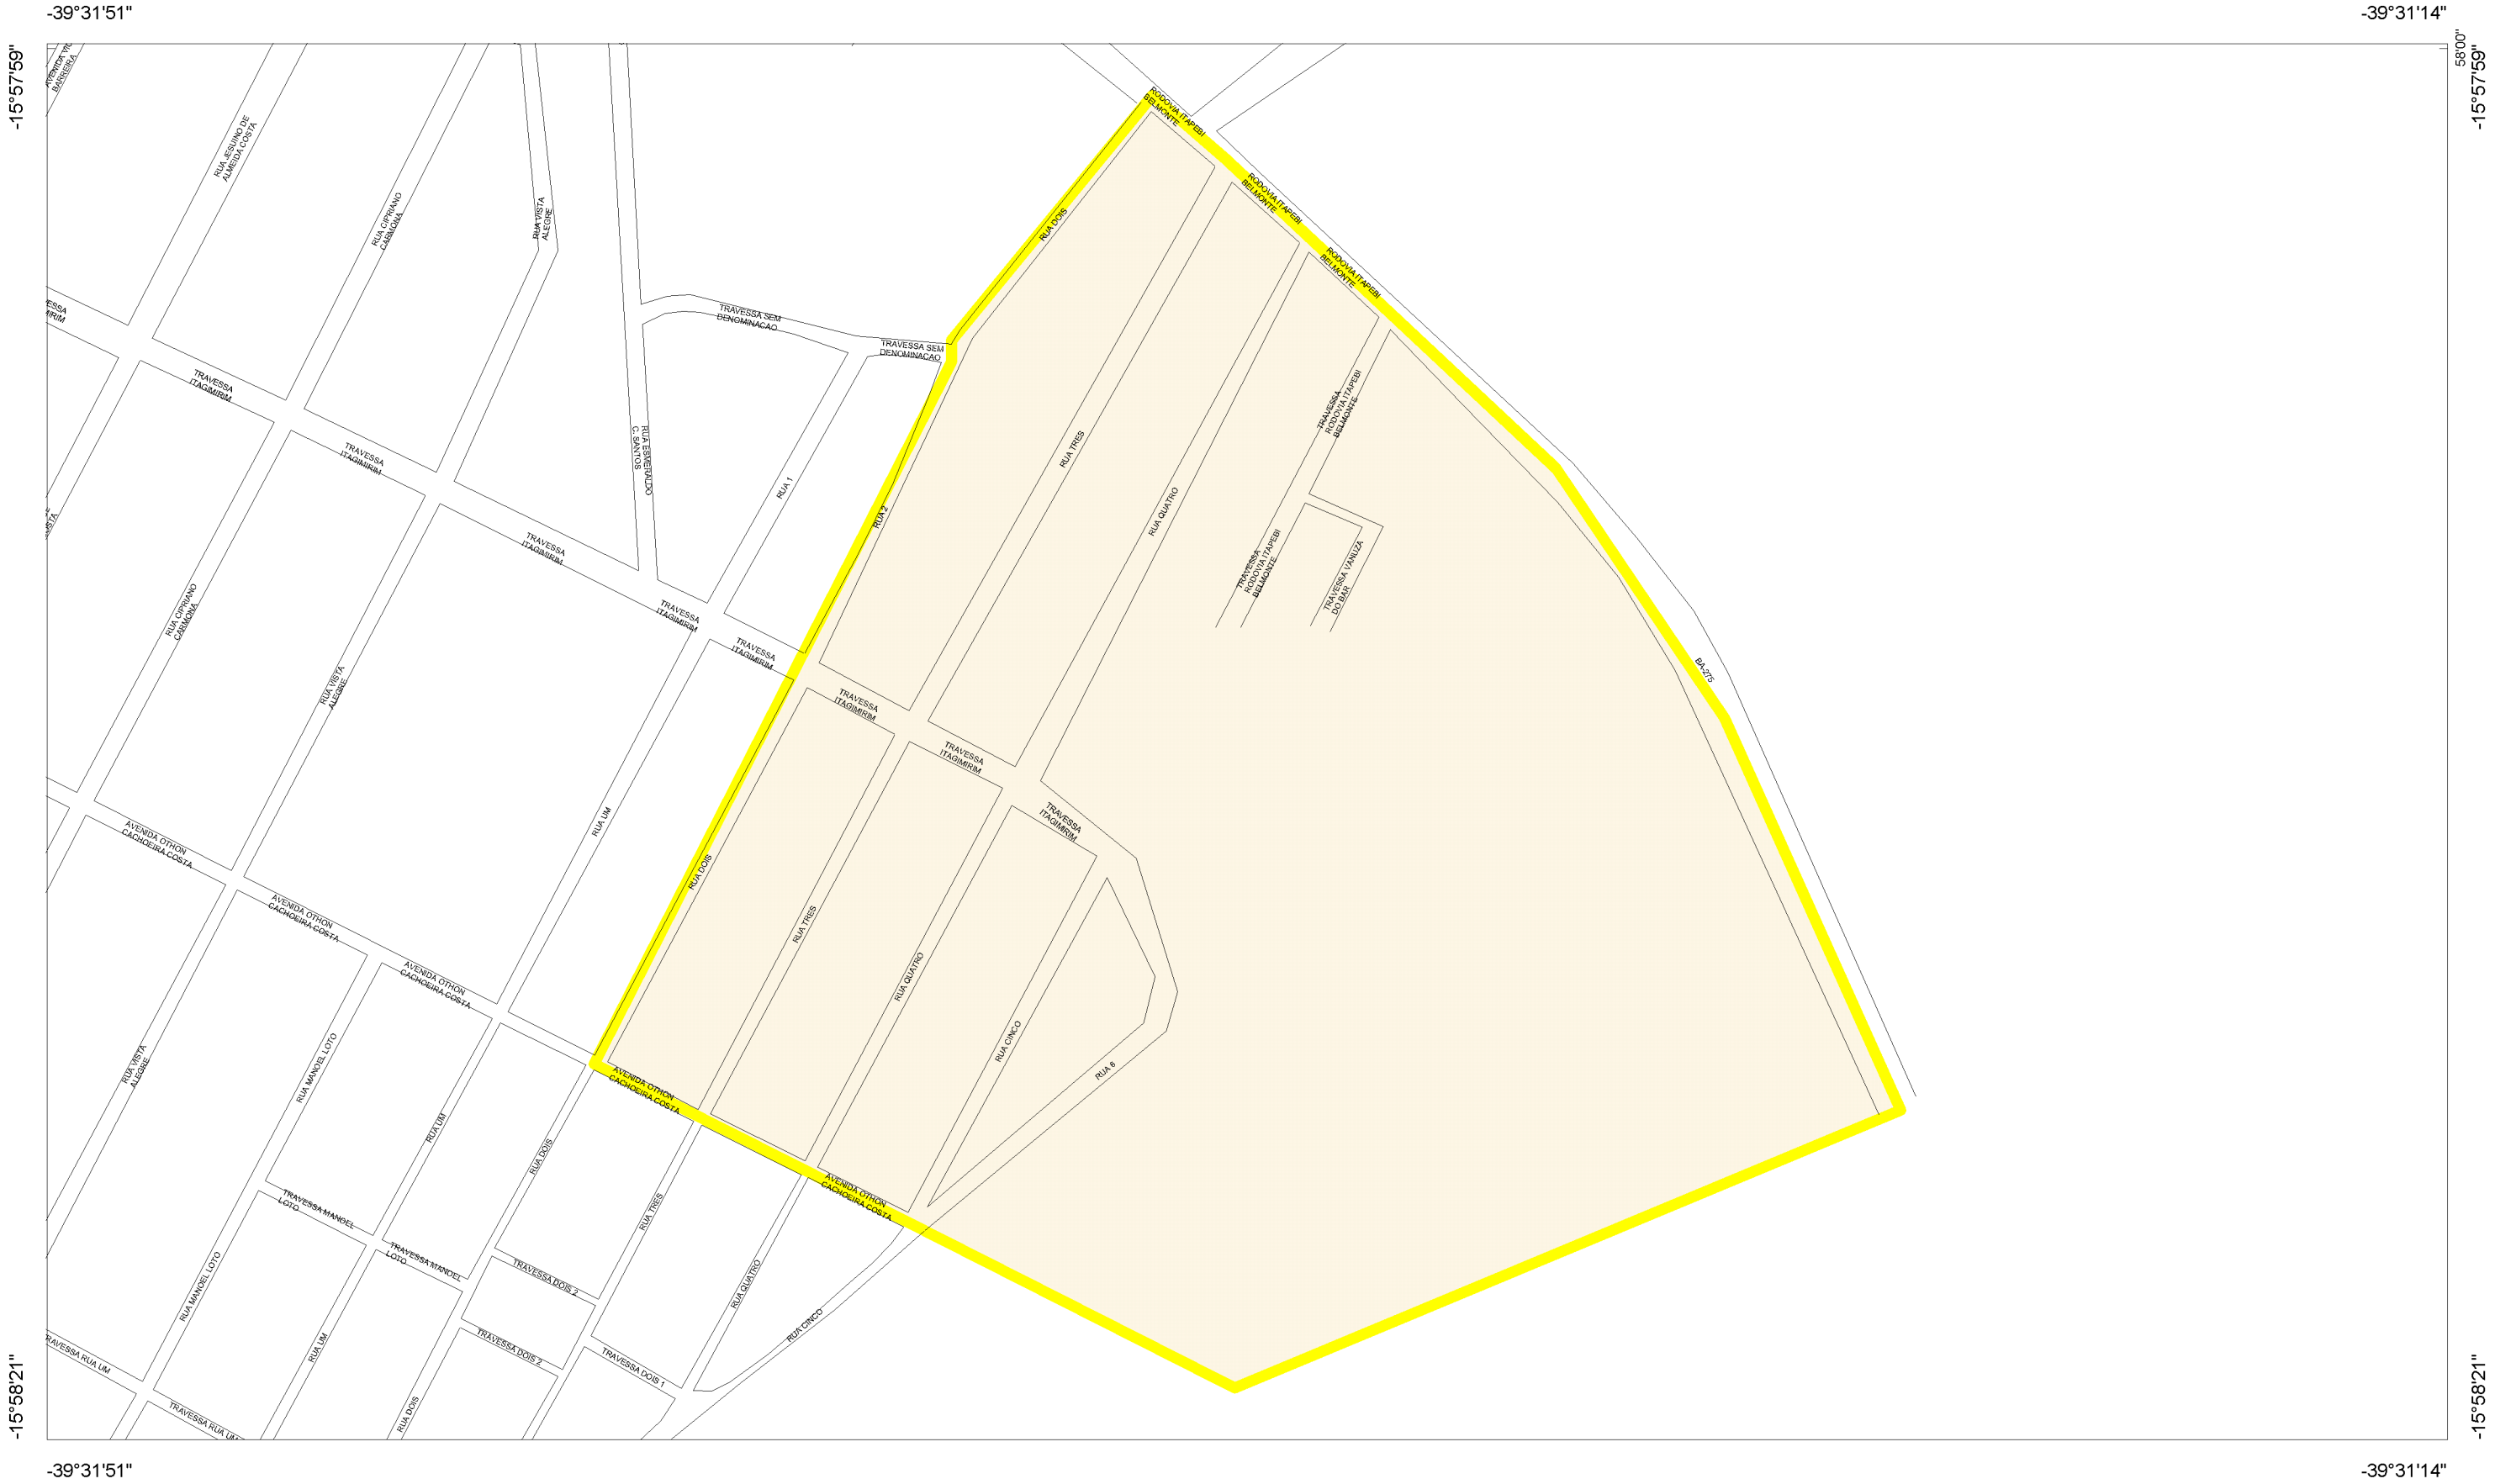 -39°31'51"
-39°31'14"
-15°57'59"
58'00"
-15°57'59"
AVENIDA
BARREIRA
RODOVIA ITAPEBI
BELMONTE
RUA JESUINO DE
ALMEIDA COSTA
RODOVIA ITAPEBI
BELMONTE
RUA CIPRIANO
CARMONA
RUA VISTA
ALEGRE
RUA DOIS
RODOVIA ITAPEBI
BELMONTE
TRAVESSA SEM
DENOMINACAO
TRAVESSA SEM
DENOMINACAO
TRAVESSA
ITAGIMIRIM
TRAVESSA
RODOVIA ITAPEBI
BELMONTE
TRAVESSA
ITAGIMIRIM
RUA ESMERALDO
C. SANTOS
RUA TRES
RUA 1
RUA QUATRO
RUA 2
TRAVESSA
ITAGIMIRIM
TRAVESSA
RODOVIA ITAPEBI
BELMONTE
TRAVESSA VANUZA
DO BAR
RUA CIPRIANO
CARMONA
TRAVESSA
ITAGIMIRIM
TRAVESSA
ITAGIMIRIM
BA-275
RUA VISTA
ALEGRE
TRAVESSA
ITAGIMIRIM
TRAVESSA
ITAGIMIRIM
RUA UM
TRAVESSA
ITAGIMIRIM
AVENIDA OTHON
CACHOEIRA COSTA
RUA DOIS
AVENIDA OTHON
CACHOEIRA COSTA
RUA TRES
AVENIDA OTHON
CACHOEIRA COSTA
RUA QUATRO
RUA CINCO
RUA VISTA
ALEGRE
RUA MANOEL LOTO
RUA 6
AVENIDA OTHON
CACHOEIRA COSTA
RUA UM
RUA DOIS
AVENIDA OTHON
CACHOEIRA COSTA
TRAVESSA MANOEL
LOTO
RUA TRES
TRAVESSA MANOEL
LOTO
RUA MANOEL LOTO
TRAVESSA DOIS 2
RUA QUATRO
RUA CINCO
RUA UM
TRAVESSA DOIS 2
TRAVESSA DOIS 1
RUA UM
TRAVESSA RUA UM
RUA DOIS
-15°58'21"
-15°58'21"
-39°31'51"
-39°31'14"